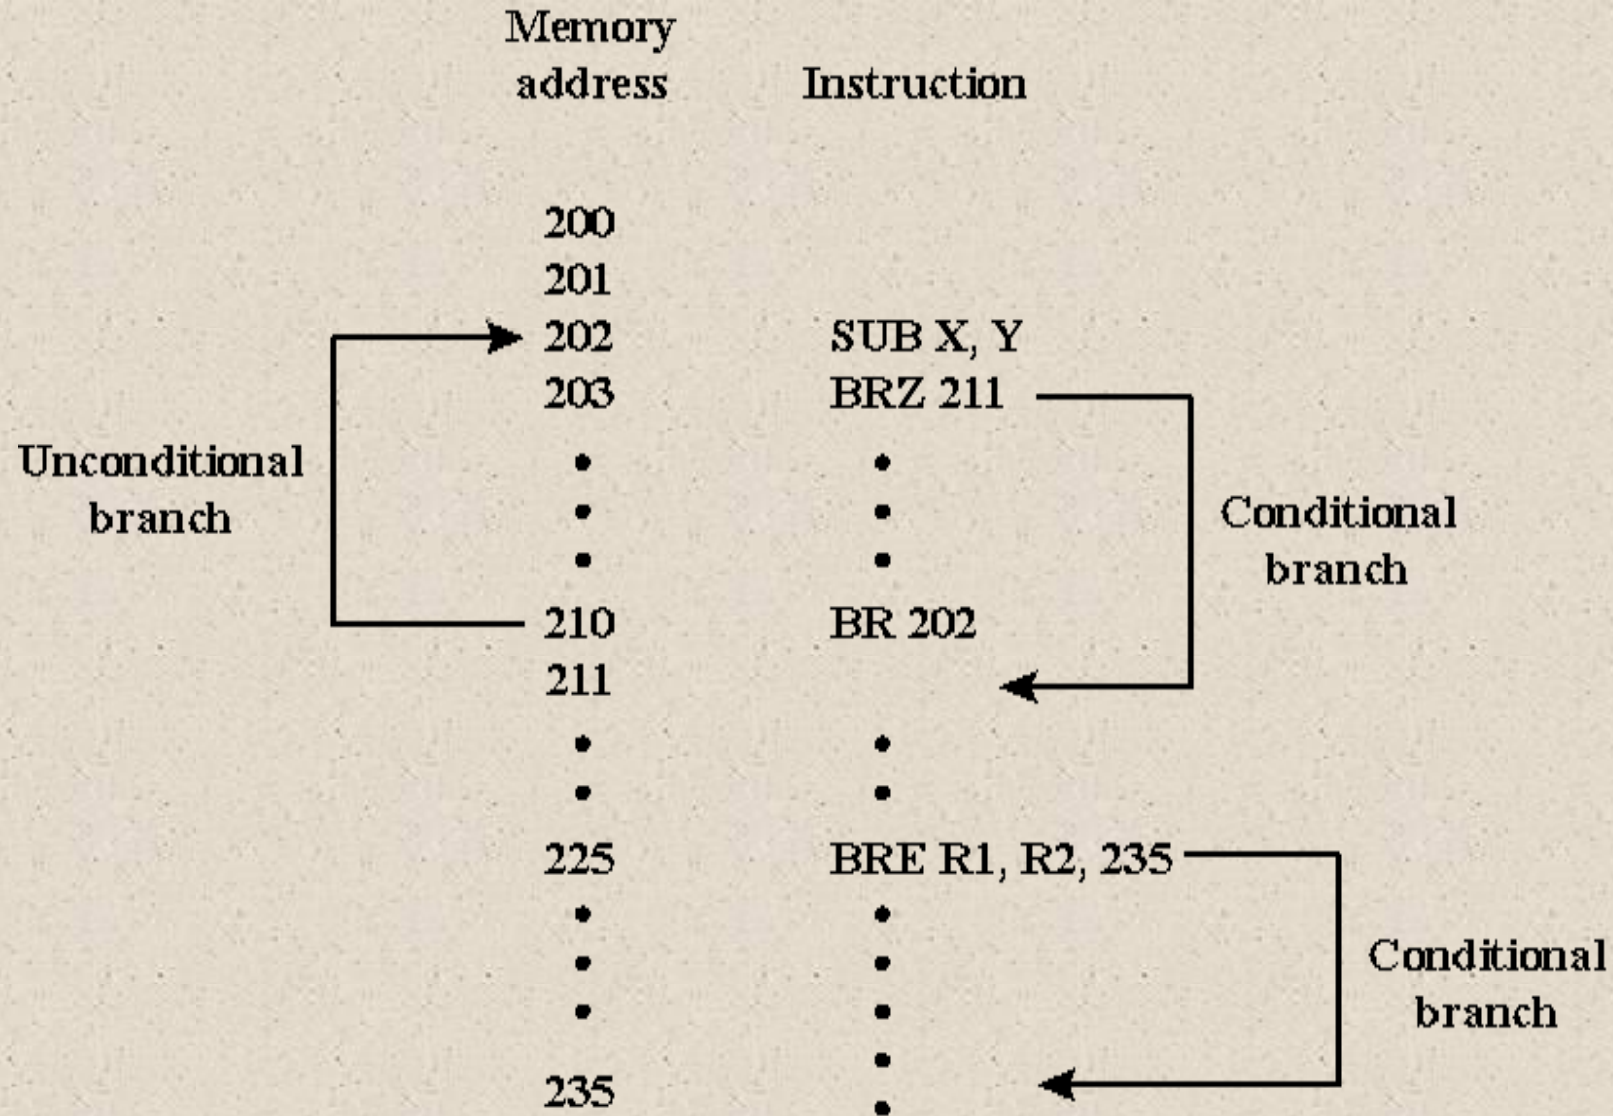 Memory
address Instruction
200
201
202 SUB X, Y
203 BRZ 211
Unconditional
branch
Conditional
branch
210 BR 202
211
225 BRE R1, R2, 235
Conditional
branch
235